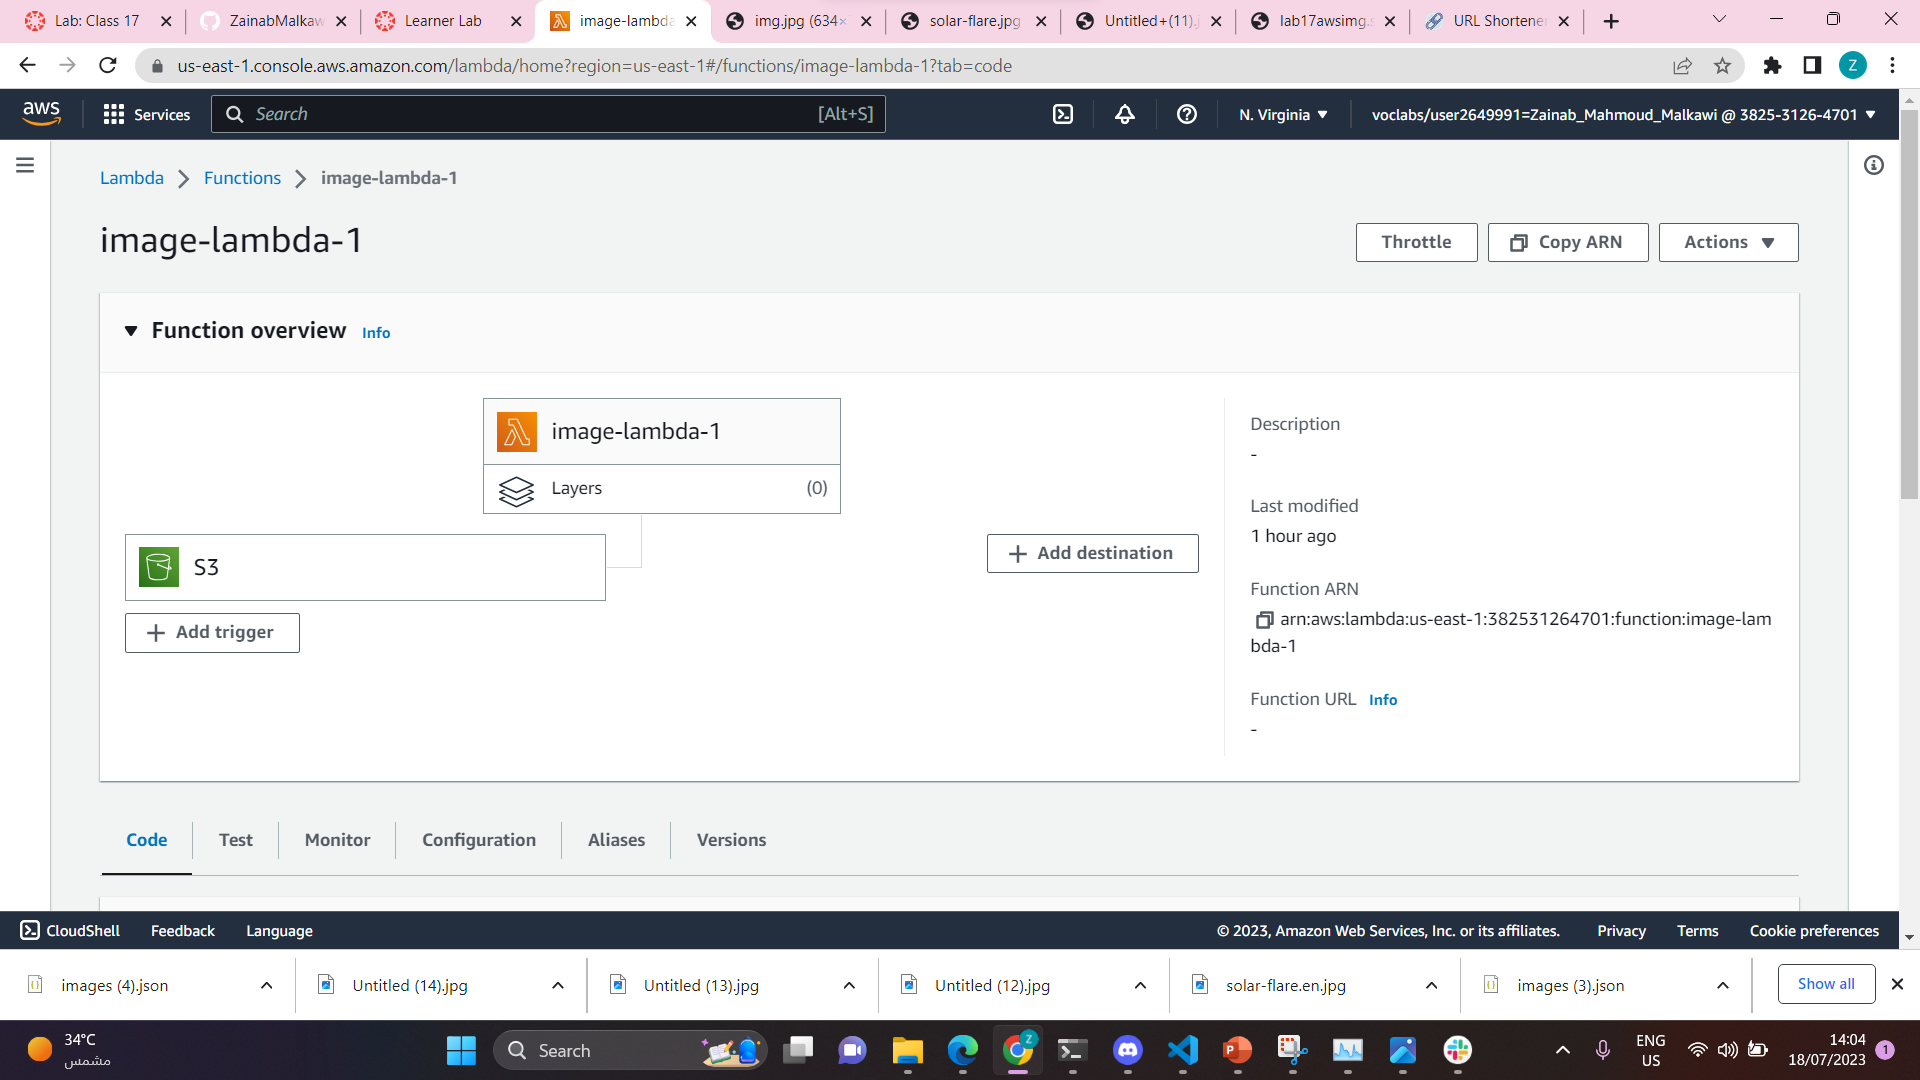 Lab: Class 17
ZainabMalkaw
Learner Lab
image-lambda
img.jpg (634×
solar-flare.jpg
Untitled+(11).j
lab17awsimg.s
URL Shortene
us-east-1.console.aws.amazon.com/lambda/home?region=us-east-1#/functions/image-lambda-1?tab=code
Z
aws
Services
Search
[Alt+S]
N. Virginia
voclabs/user2649991=Zainab_Mahmoud_Malkawi @ 3825-3126-4701
Lambda
Functions
image-lambda-1
image-lambda-1
Throttle
Copy ARN
Actions
Function overview
Info
image-lambda-1
Layers
(0)
S3
Add trigger
Add destination
Description
-
Last modified
1 hour ago
Function ARN
arn:aws:lambda:us-east-1:382531264701:function:image-lam
bda-1
Function URL
Info
-
Code
Test
Monitor
Configuration
Aliases
Versions
CloudShell
Feedback
Language
© 2023, Amazon Web Services, Inc. or its affiliates.
Privacy
Terms
Cookie preferences
images (4).json
Untitled (14).jpg
Untitled (13).jpg
Untitled (12).jpg
solar-flare.en.jpg
images (3).json
Show all
34°C
مشمس
Search
Z
ENG
US
14:04
18/07/2023
1